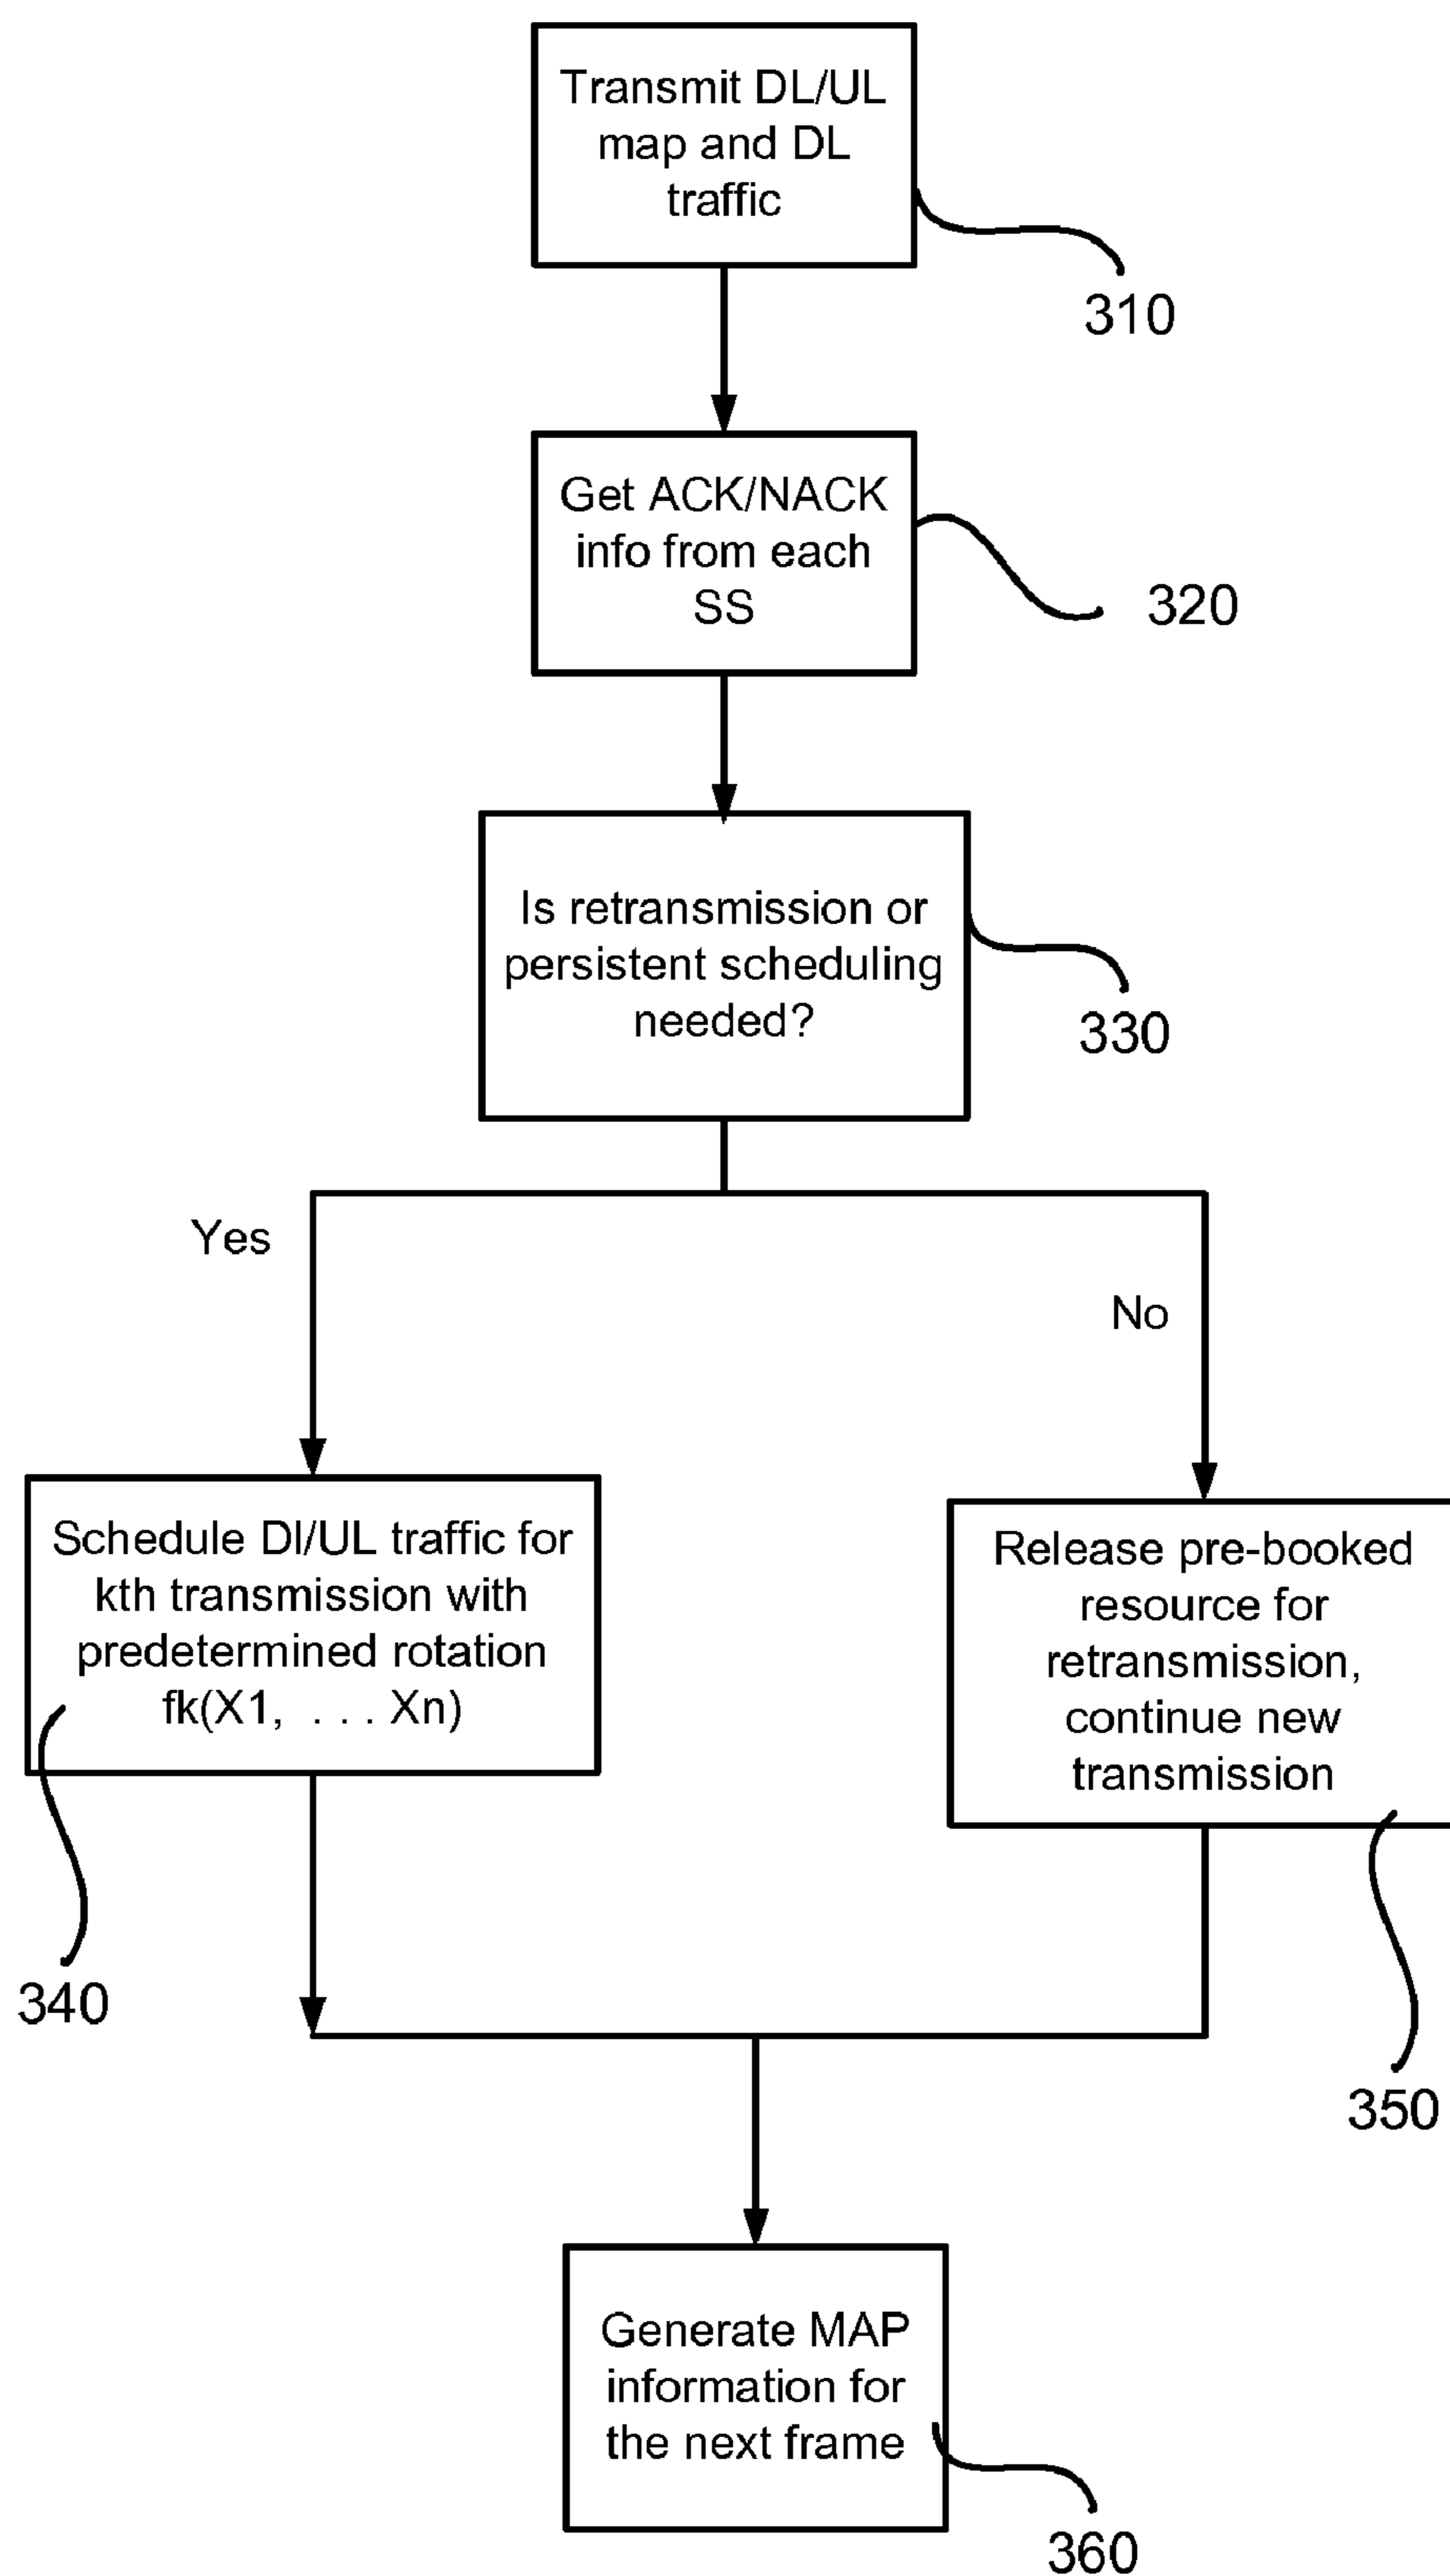 Transmit DL/UL
map and DL
traffic
310
Get ACK/NACK
info from each
SS
320
Is retransmission or
persistent scheduling
needed?
330
Yes
No
Schedule Dl/UL traffic for
kth transmission with
predetermined rotation
fk(X1, . . . Xn)
340
Release pre-booked
resource for
retransmission,
continue new
transmission
350
Generate MAP
information for
the next frame
360